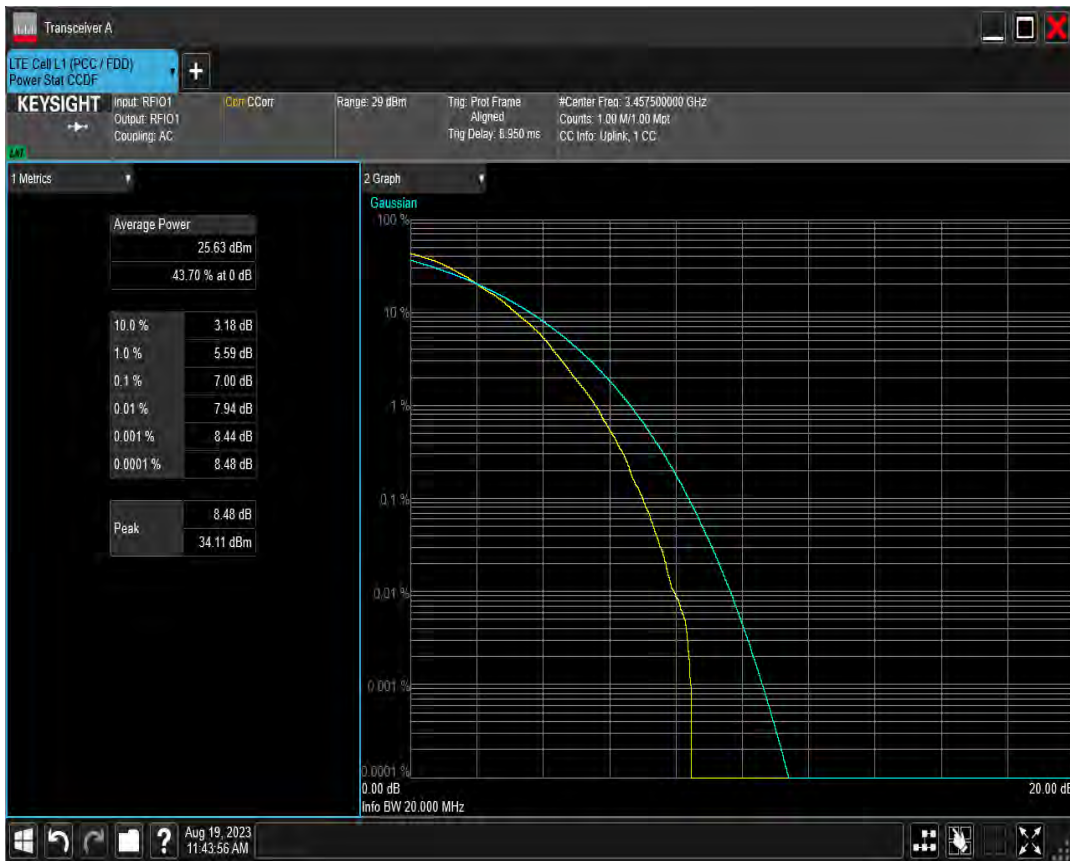 Transceiver A
LTE Cell L1 (PCC / FDD)
Power Stat CCDF
+
KEYSIGHT
Input: RFIO1
Output: RFIO1
Coupling: AC
Corr CCorr
Range: 29 dBm
Trig: Prot Frame
Aligned
Trig Delay: 8.950 ms
#Center Freq: 3.457500000 GHz
Counts: 1.00 M/1.00 Mpt
CC Info: Uplink, 1 CC
LXI
1 Metrics
Average Power
25.63 dBm
43.70 % at 0 dB
10.0 % 3.18 dB
1.0 % 5.59 dB
0.1 % 7.00 dB
0.01 % 7.94 dB
0.001 % 8.44 dB
0.0001 % 8.48 dB
Peak
8.48 dB
34.11 dBm
2 Graph
Gaussian
100 %
10 %
1 %
0.1 %
0.01 %
0.001 %
0.0001 %
0.00 dB
20.00 dB
Info BW 20.000 MHz
?
Aug 19, 2023
11:43:56 AM